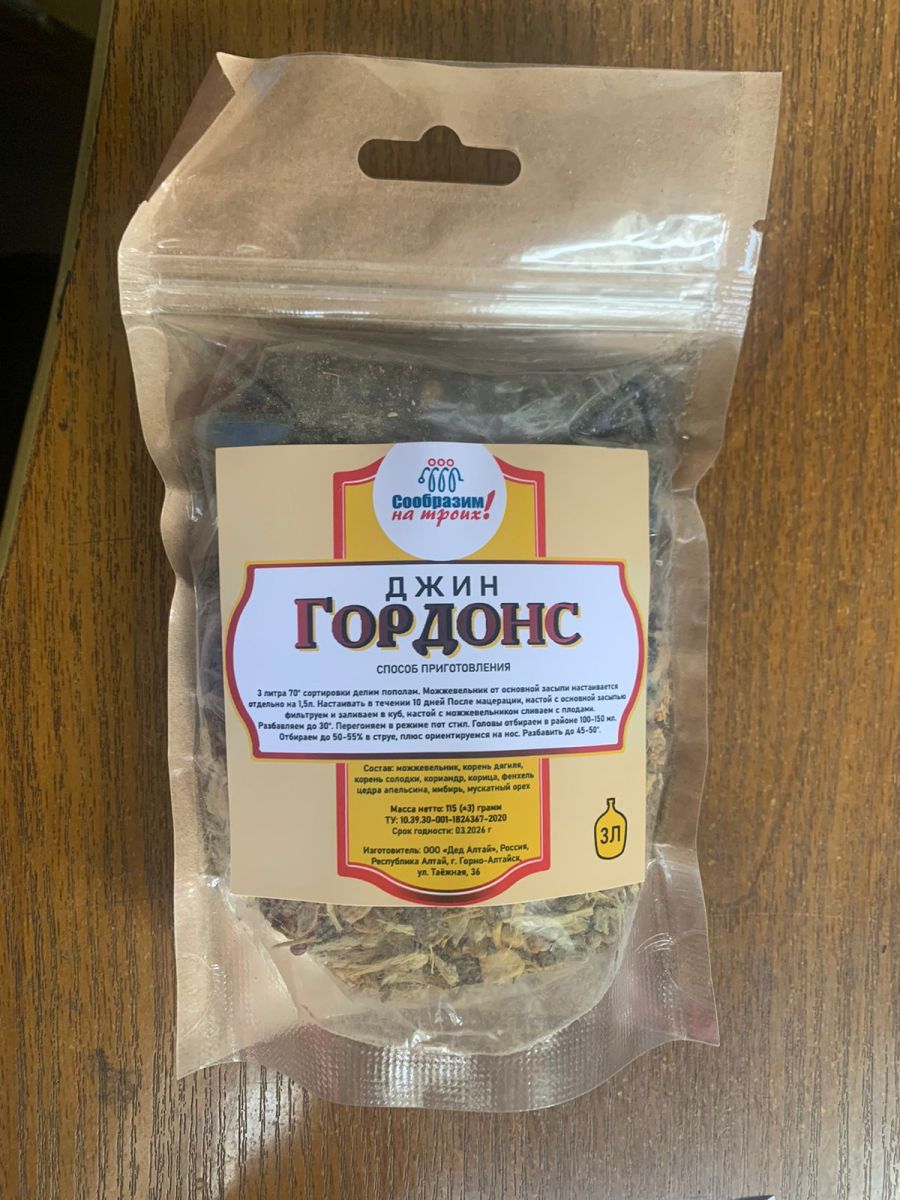 Сообразим!
на троих
ДЖИН
ГОРДОНС
СПОСОБ ПРИГОТОВЛЕНИЯ
3 литра 70° сортировки делим пополам. Можжевельник от основной засыпи настаивается
отдельно на 1,5л. Настаивать в течении 10 дней После мацерации, настой с основной засыпью
фильтруем и заливаем в куб, настой с можжевельником сливаем с плодами.
Разбавляем до 30°. Перегоняем в режиме пот стил. Головы отбираем в районе 100-150 мл.
Отбираем до 50-55% в струе, плюс ориентируемся на нос. Разбавить до 45-50°.
Состав: можжевельник, корень дягиля,
корень солодки, кориандр, корица, фенхель
цедра апельсина, имбирь, мускатный орех
Масса нетто: 115 (±3) грамм
ТУ: 10.39.30-001-1824367-2020
Срок годности: 03.2026 г
3Л
Изготовитель: ООО «Дед Алтай», Россия,
Республика Алтай, г. Горно-Алтайск,
ул. Таёжная, 36